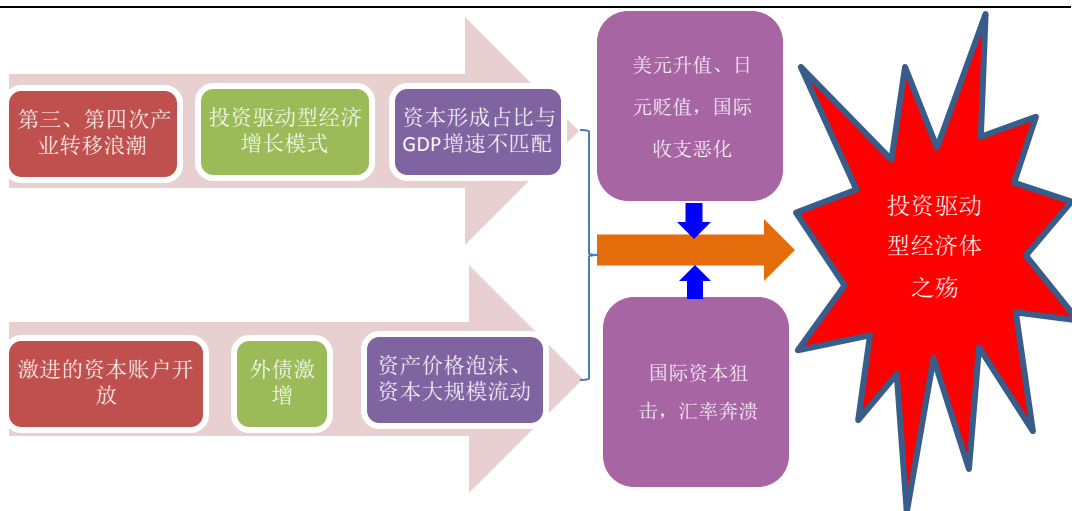 第三、第四次产
业转移浪潮
投资驱动型经济
增长模式
资本形成占比与
GDP增速不匹配
美元升值、日
元贬值，国际
收支恶化
投资驱动
型经济体
之殇
激进的资本账户开
放
外债激
增
资产价格泡沫、
资本大规模流动
国际资本狙
击，汇率奔溃